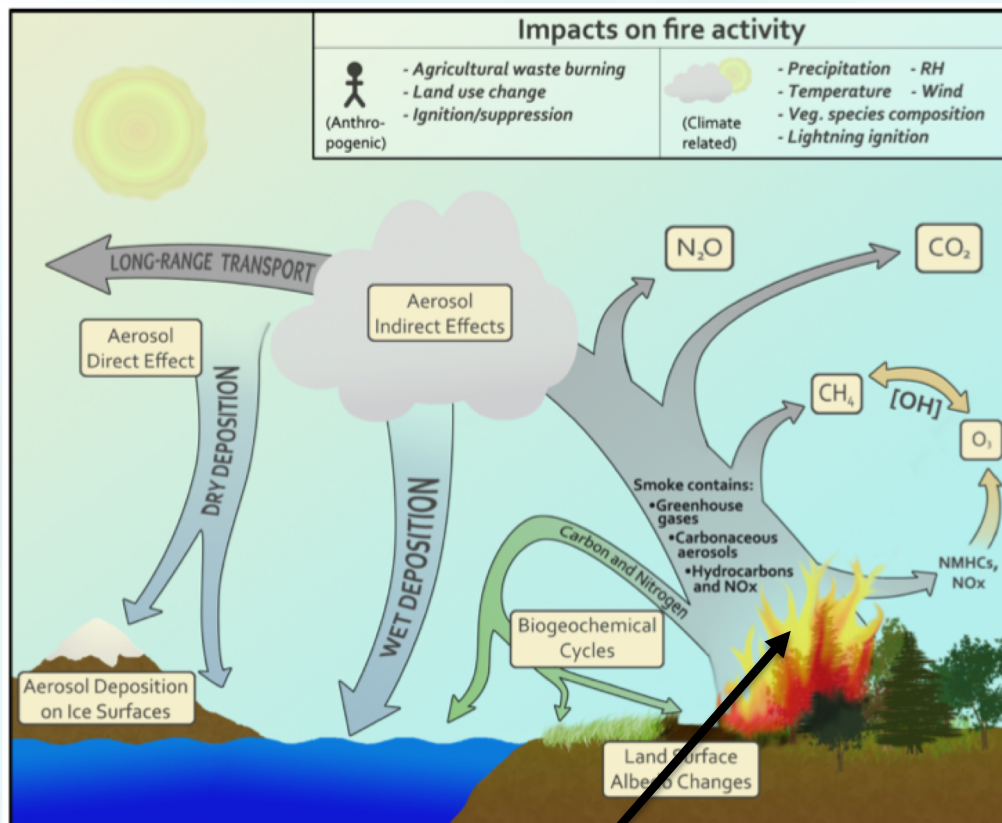 Impacts on fire activity
(Anthro-
pogenic)
- Agricultural waste burning
- Land use change
- Ignition/suppression
(Climate
related)
- Precipitation - RH
- Temperature - Wind
- Veg. species composition
- Lightning ignition
LONG-RANGE TRANSPORT
Aerosol
Indirect Effects
N₂O
CO₂
Aerosol
Direct Effect
DRY DEPOSITION
WET DEPOSITION
CH₄
[OH]
O₃
Smoke contains:
•Greenhouse
gases
•Carbonaceous
aerosols
•Hydrocarbons
and NOx
NMHCs,
NOx
Carbon and Nitrogen
Biogeochemical
Cycles
Aerosol Deposition
on Ice Surfaces
Land Surface
Albedo Changes